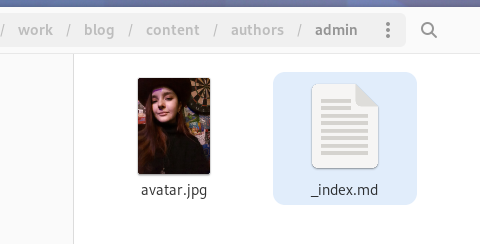 / work / blog / content / authors / admin
avatar.jpg
_index.md